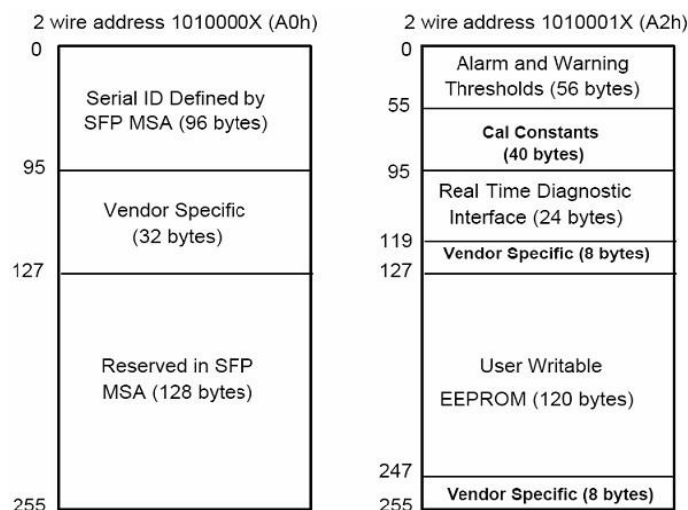 2 wire address 1010000X (A0h)
0
Serial ID Defined by
SFP MSA (96 bytes)
95
Vendor Specific
(32 bytes)
127
Reserved in SFP
MSA (128 bytes)
255
2 wire address 1010001X (A2h)
0
Alarm and Warning
Thresholds (56 bytes)
55
Cal Constants
(40 bytes)
95
Real Time Diagnostic
Interface (24 bytes)
119
Vendor Specific (8 bytes)
127
User Writable
EEPROM (120 bytes)
247
Vendor Specific (8 bytes)
255